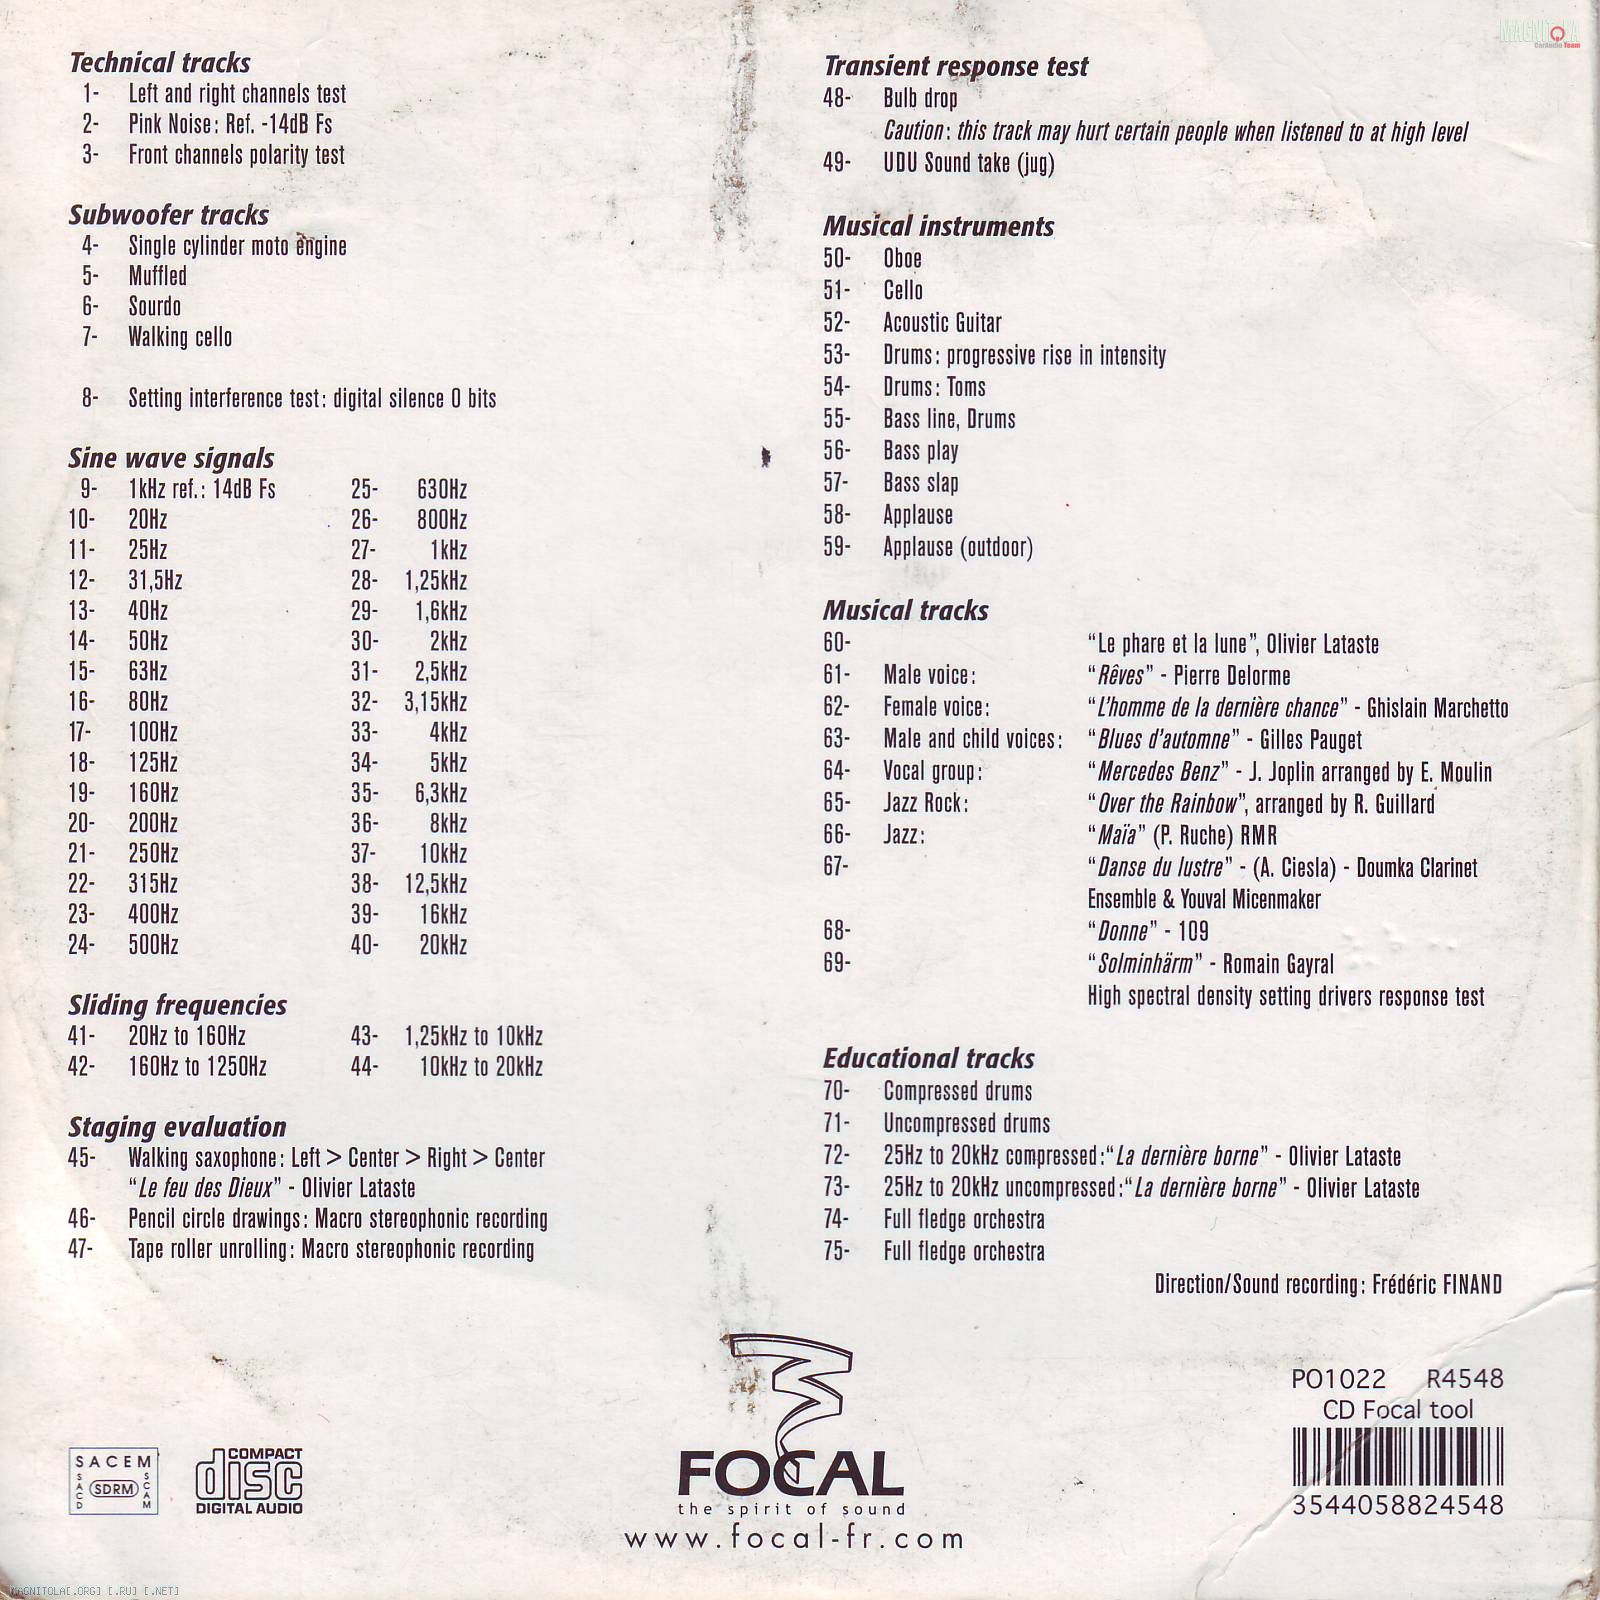 Technical tracks
1- Left and right channels test
2- Pink Noise: Ref. -14dB Fs
3- Front channels polarity test
Subwoofer tracks
4- Single cylinder moto engine
5- Muffled
6- Sourdo
7- Walking cello
8- Setting interference test: digital silence 0 bits
Sine wave signals
9- 1kHz ref.: 14dB Fs
10- 20Hz
11- 25Hz
12- 31,5Hz
13- 40Hz
14- 50Hz
15- 63Hz
16- 80Hz
17- 100Hz
18- 125Hz
19- 160Hz
20- 200Hz
21- 250Hz
22- 315Hz
23- 400Hz
24- 500Hz
25- 630Hz
26- 800Hz
27- 1kHz
28- 1,25kHz
29- 1,6kHz
30- 2kHz
31- 2,5kHz
32- 3,15kHz
33- 4kHz
34- 5kHz
35- 6,3kHz
36- 8kHz
37- 10kHz
38- 12,5kHz
39- 16kHz
40- 20kHz
Sliding frequencies
41- 20Hz to 160Hz
42- 160Hz to 1250Hz
43- 1,25kHz to 10kHz
44- 10kHz to 20kHz
Staging evaluation
45- Walking saxophone: Left > Center > Right > Center
“Le feu des Dieux” - Olivier Lataste
46- Pencil circle drawings: Macro stereophonic recording
47- Tape roller unrolling: Macro stereophonic recording
Transient response test
48- Bulb drop
Caution: this track may hurt certain people when listened to at high level
49- UDU Sound take (jug)
Musical instruments
50- Oboe
51- Cello
52- Acoustic Guitar
53- Drums: progressive rise in intensity
54- Drums: Toms
55- Bass line, Drums
56- Bass play
57- Bass slap
58- Applause
59- Applause (outdoor)
Musical tracks
60- “Le phare et la lune”, Olivier Lataste
61- Male voice: “Rêves” - Pierre Delorme
62- Female voice: “L’homme de la dernière chance” - Ghislain Marchetto
63- Male and child voices: “Blues d’automne” - Gilles Pauget
64- Vocal group: “Mercedes Benz” - J. Joplin arranged by E. Moulin
65- Jazz Rock: “Over the Rainbow”, arranged by R. Guillard
66- Jazz: “Maïa” (P. Ruche) RMR
67- “Danse du lustre” - (A. Ciesla) - Doumka Clarinet
Ensemble & Youval Micenmaker
68- “Donne” - 109
69- “Solminhärm” - Romain Gayral
High spectral density setting drivers response test
Educational tracks
70- Compressed drums
71- Uncompressed drums
72- 25Hz to 20kHz compressed:“La dernière borne” - Olivier Lataste
73- 25Hz to 20kHz uncompressed:“La dernière borne” - Olivier Lataste
74- Full fledge orchestra
75- Full fledge orchestra
Direction/Sound recording: Frédéric FINAND
SACEM
SACD
SDRM
SCAM
COMPACT
disc
DIGITAL AUDIO
FOCAL
the spirit of sound
www.focal-fr.com
PO1022 R4548
CD Focal tool
3544058824548
MAGNITOLA
CarAudio Team
MAGNITOLA[.ORG] [.RU] [.NET]